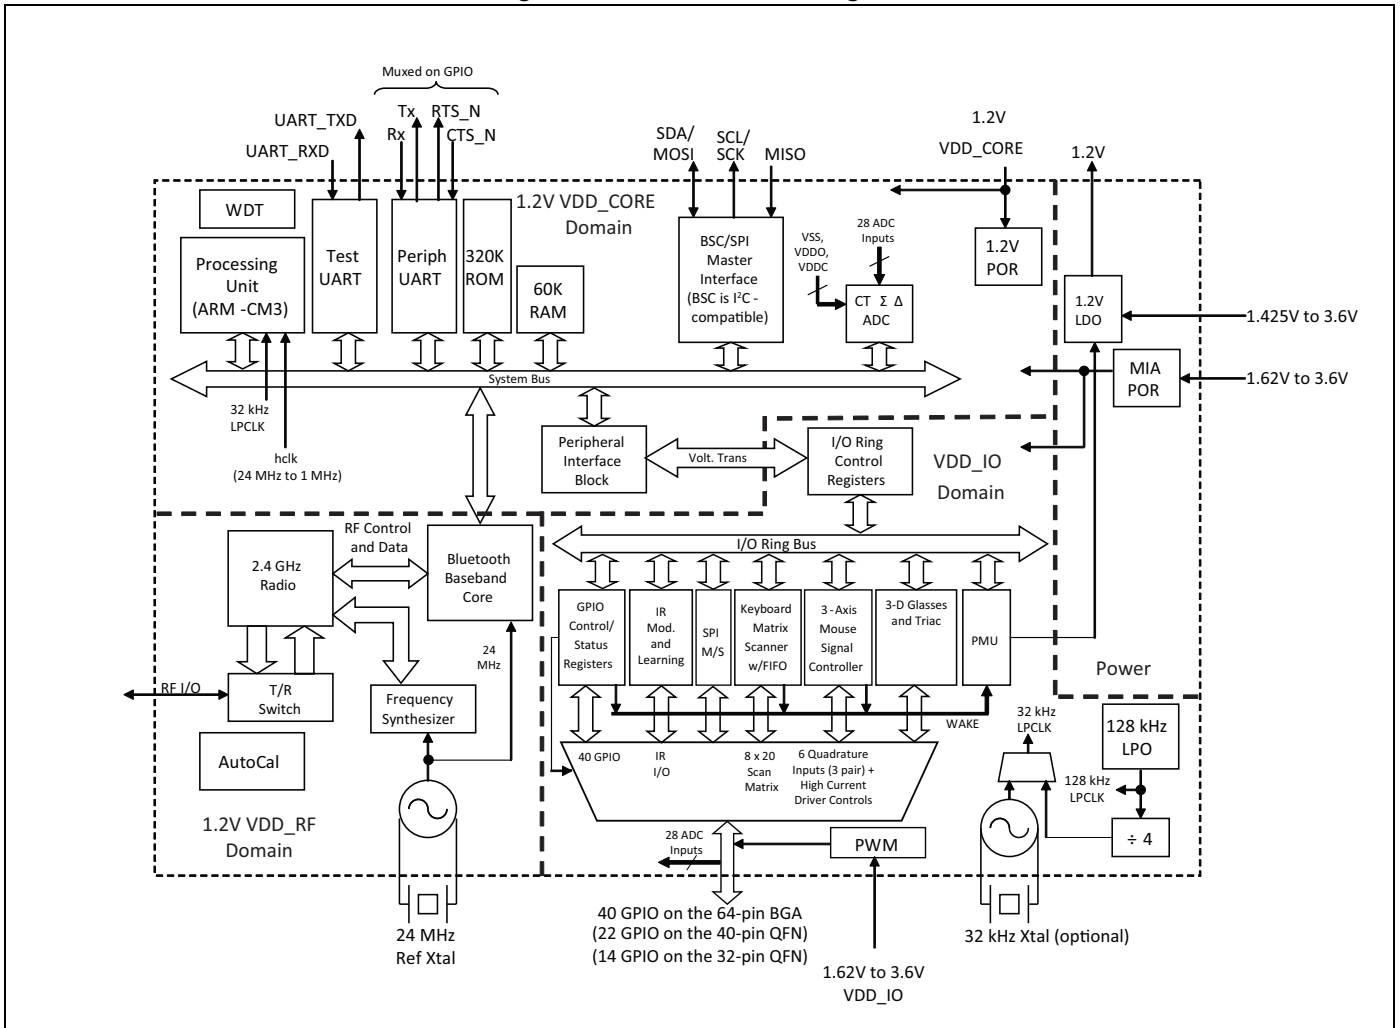 Muxed on GPIO
Tx
RTS_N
UART_TXD
Rx
CTS_N
UART_RXD
SDA/
MOSI
SCL/
SCK
MISO
1.2V
VDD_CORE
1.2V
WDT
1.2V VDD_CORE
Domain
Processing
Unit
(ARM -CM3)
Test
UART
Periph
UART
320K
ROM
60K
RAM
BSC/SPI
Master
Interface
(BSC is I²C -
compatible)
VSS,
VDDO,
VDDC
28 ADC
Inputs
CT Σ Δ
ADC
1.2V
POR
1.2V
LDO
1.425V to 3.6V
MIA
POR
1.62V to 3.6V
System Bus
32 kHz
LPCLK
hclk
(24 MHz to 1 MHz)
Peripheral
Interface
Block
Volt. Trans
I/O Ring
Control
Registers
VDD_IO
Domain
RF Control
and Data
2.4 GHz
Radio
Bluetooth
Baseband
Core
I/O Ring Bus
GPIO
Control/
Status
Registers
IR
Mod.
and
Learning
SPI
M/S
Keyboard
Matrix
Scanner
w/FIFO
3-Axis
Mouse
Signal
Controller
3-D Glasses
and Triac
PMU
24
MHz
Power
RF I/O
T/R
Switch
Frequency
Synthesizer
WAKE
32 kHz
LPCLK
128 kHz
LPO
AutoCal
40 GPIO
IR
I/O
8 x 20
Scan
Matrix
6 Quadrature
Inputs (3 pair) +
High Current
Driver Controls
128 kHz
LPCLK
÷ 4
1.2V VDD_RF
Domain
28 ADC
Inputs
PWM
24 MHz
Ref Xtal
40 GPIO on the 64-pin BGA
(22 GPIO on the 40-pin QFN)
(14 GPIO on the 32-pin QFN)
32 kHz Xtal (optional)
1.62V to 3.6V
VDD_IO